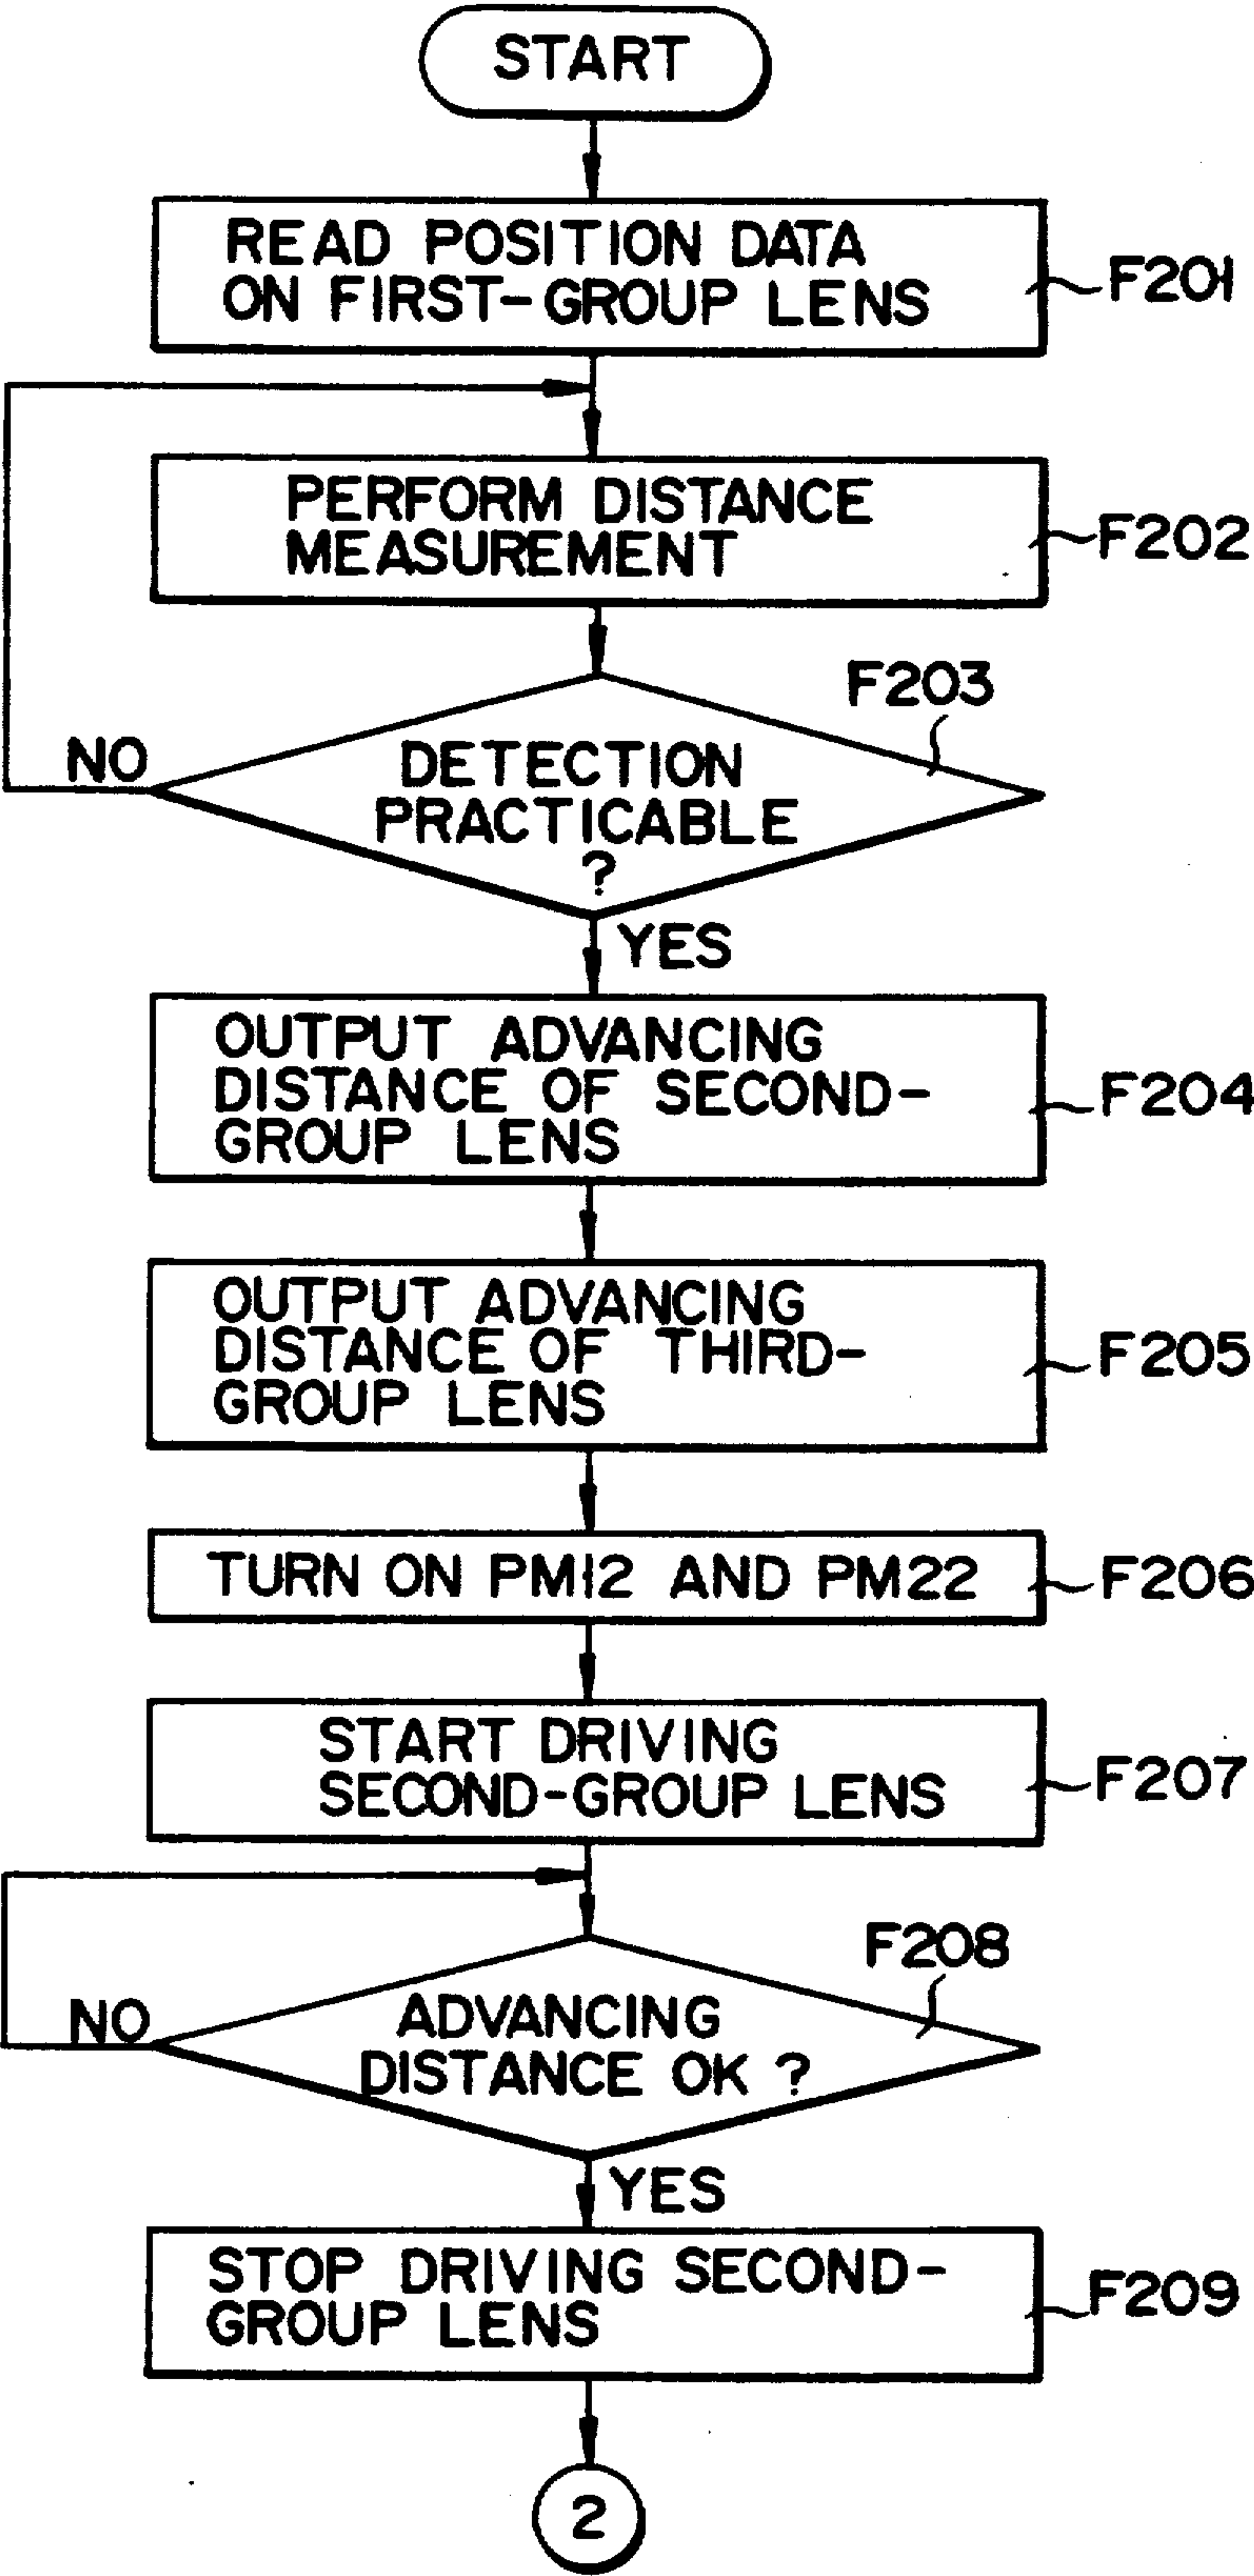 START
READ POSITION DATA
ON FIRST-GROUP LENS
F201
PERFORM DISTANCE
MEASUREMENT
F202
F203
NO
DETECTION
PRACTICABLE
?
YES
OUTPUT ADVANCING
DISTANCE OF SECOND-
GROUP LENS
F204
OUTPUT ADVANCING
DISTANCE OF THIRD-
GROUP LENS
F205
TURN ON PM12 AND PM22
F206
START DRIVING
SECOND-GROUP LENS
F207
F208
NO
ADVANCING
DISTANCE OK ?
YES
STOP DRIVING SECOND-
GROUP LENS
F209
2